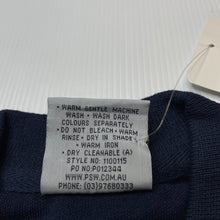 • WARM GENTLE MACHINE
WASH • WASH DARK
COLOURS SEPARATELY
• DO NOT BLEACH • WARM
RINSE • DRY IN SHADE
• WARM IRON
• DRY CLEANABLE (A)
STYLE NO: 1100115
PO NO:P012344
WWW.PSW.COM.AU
PHONE: (03)97680333